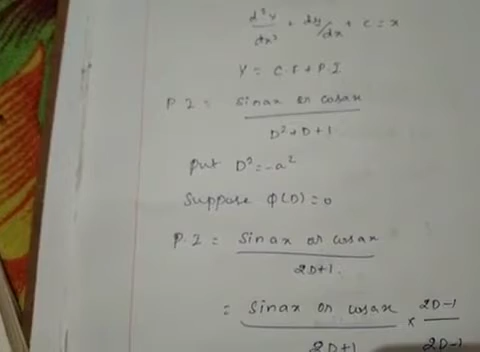 d²y/dx² + dy/dx + c = x
Y = C.F + P.I
P.I = sinax or cosax / D²+D+1
put D² = -a²
Suppose φ(D) = 0
P.I = sinax or cosax / 2D+1.
= sinax or cosax / 2D+1 × 2D-1 / 2D-1